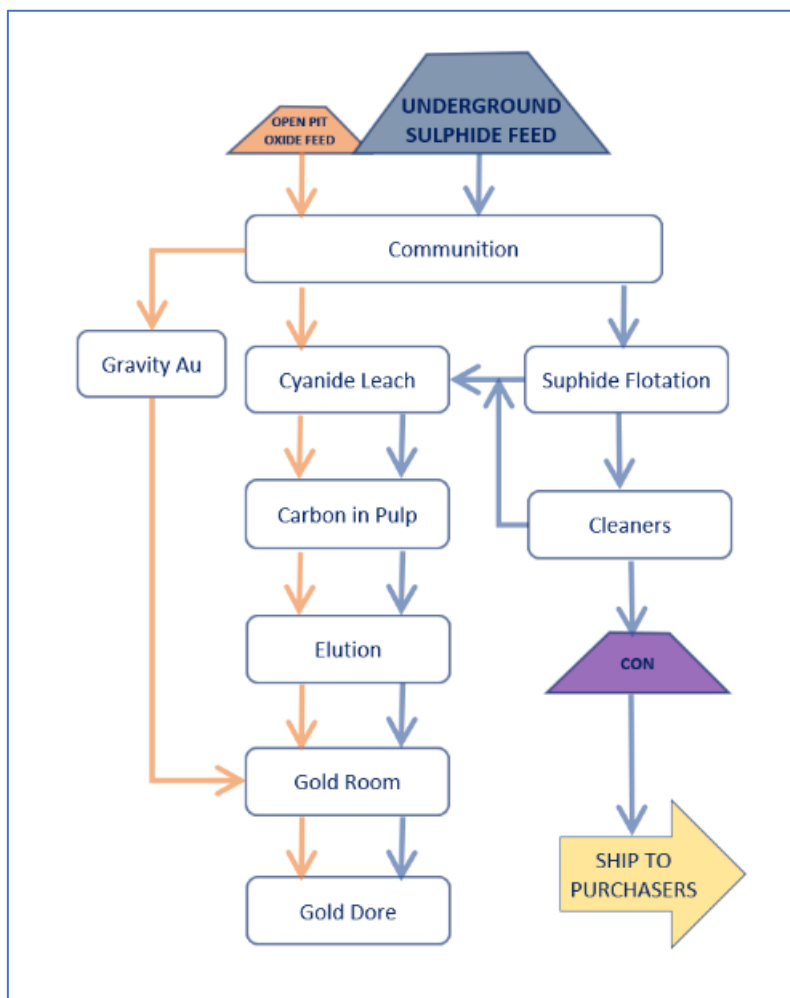 OPEN PIT
OXIDE FEED
UNDERGROUND
SULPHIDE FEED
Communition
Gravity Au
Cyanide Leach
Suphide Flotation
Carbon in Pulp
Cleaners
Elution
CON
Gold Room
SHIP TO
PURCHASERS
Gold Dore